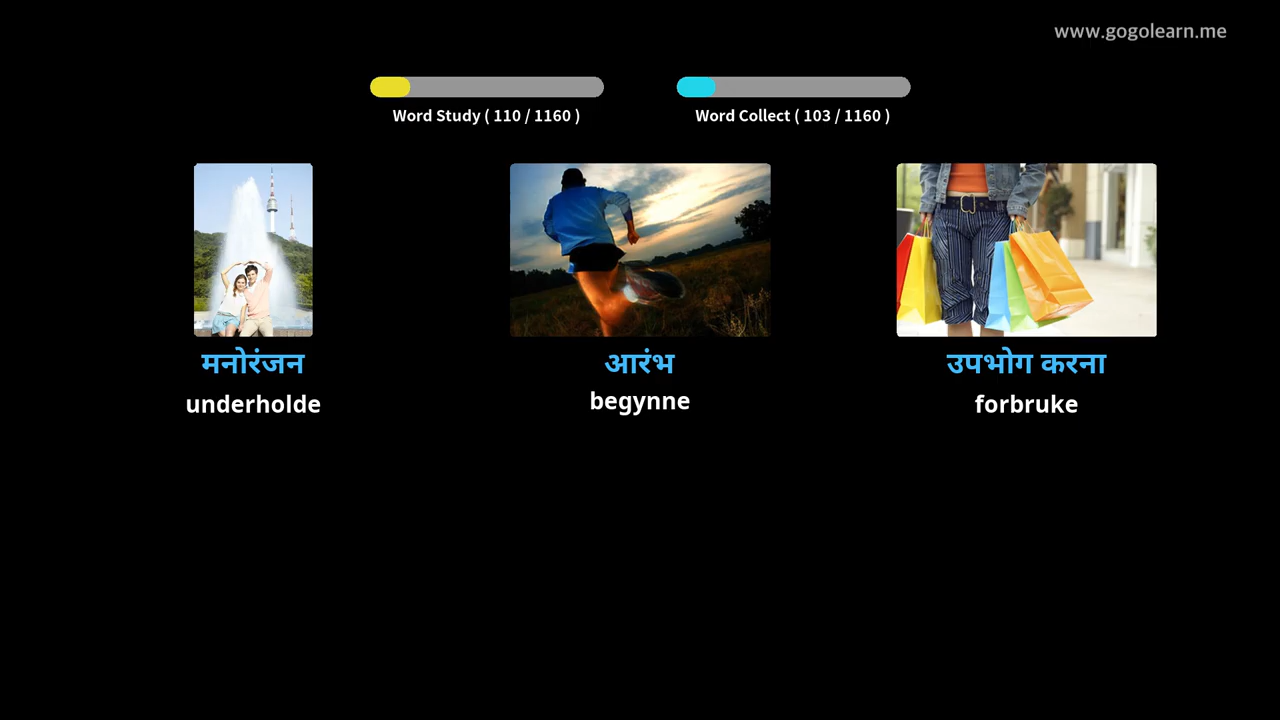 www.gogolearn.me
Word Study ( 110 / 1160 )
Word Collect ( 103 / 1160 )
मनोरंजन
आरंभ
उपभोग करना
underholde
begynne
forbruke